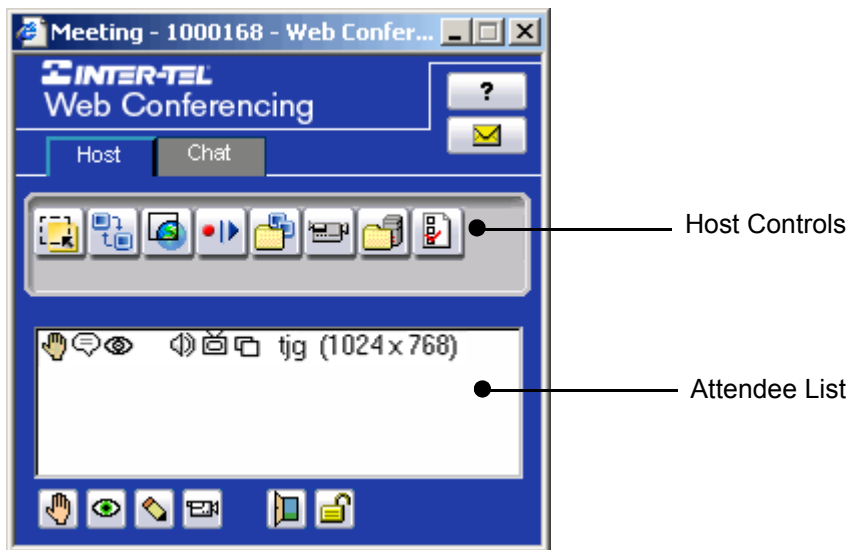 Meeting - 1000168 - Web Confer...
INTER-TEL
Web Conferencing
?
Host
Chat
Host Controls
tjg (1024 x 768)
Attendee List